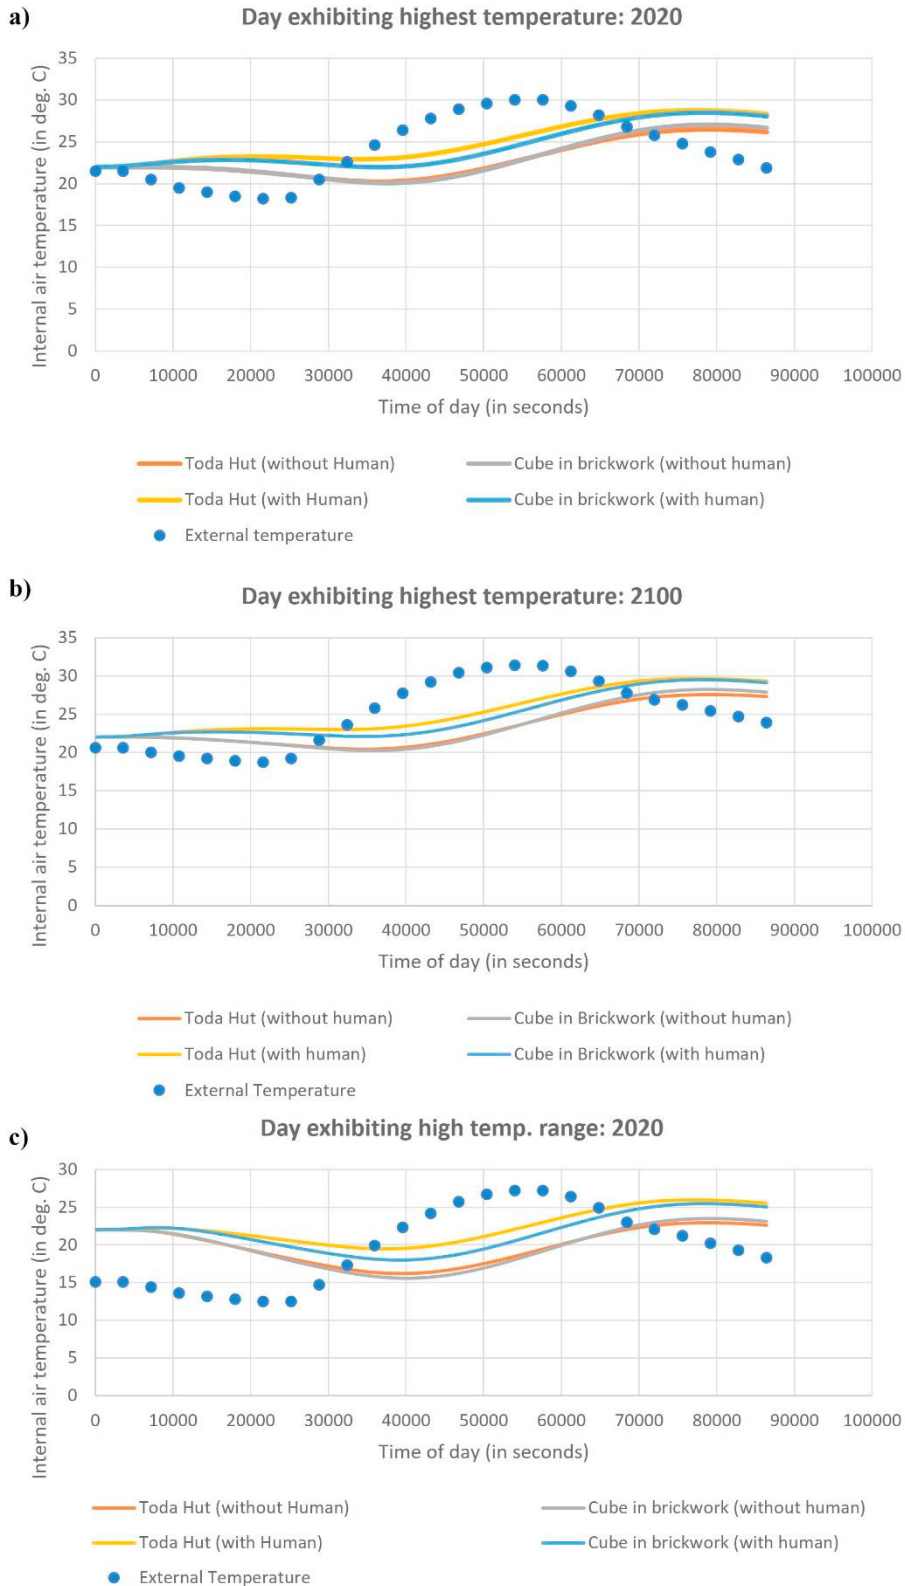 a)
Day exhibiting highest temperature: 2020
Internal air temperature (in deg. C)
35
30
25
20
15
10
5
0
0 10000 20000 30000 40000 50000 60000 70000 80000 90000 100000
Time of day (in seconds)
Toda Hut (without Human) Cube in brickwork (without human)
Toda Hut (with Human) Cube in brickwork (with human)
External temperature
b)
Day exhibiting highest temperature: 2100
Internal air temperature (in deg. C)
35
30
25
20
15
10
5
0
0 10000 20000 30000 40000 50000 60000 70000 80000 90000 100000
Time of day (in seconds)
Toda Hut (without human) Cube in Brickwork (without human)
Toda Hut (with human) Cube in Brickwork (with human)
External Temperature
c)
Day exhibiting high temp. range: 2020
Internal air temperature (in deg. C)
30
25
20
15
10
5
0
0 10000 20000 30000 40000 50000 60000 70000 80000 90000 100000
Time of day (in seconds)
Toda Hut (without Human) Cube in brickwork (without human)
Toda Hut (with Human) Cube in brickwork (with human)
External Temperature